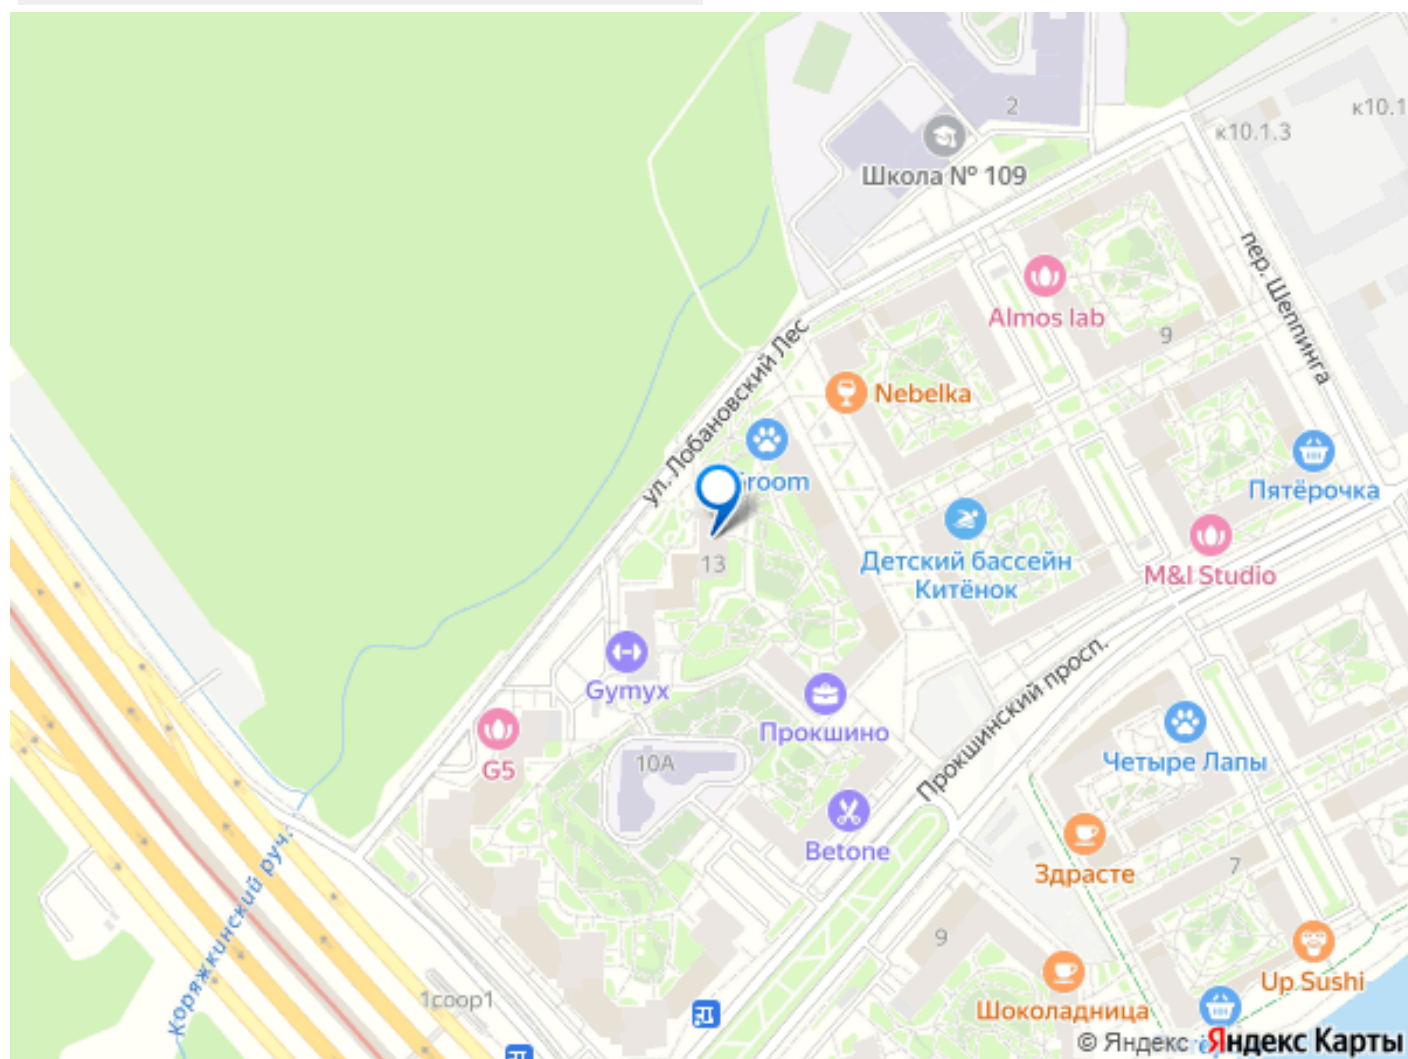 2
к10.1
к10.1.3
Школа № 109
пер. Шеппинга
Almos lab
9
ул. Лобановский Лес
Nebelka
room
Пятёрочка
Детский бассейн
Китёнок
13
M&I Studio
Gymyx
Прокшинский просп.
Прокшино
G5
10А
Четыре Лапы
Betone
Здрасте
7
Коряжкинский руч.
9
Up Sushi
1соор1
Шоколадница
© Яндекс Яндекс Карты